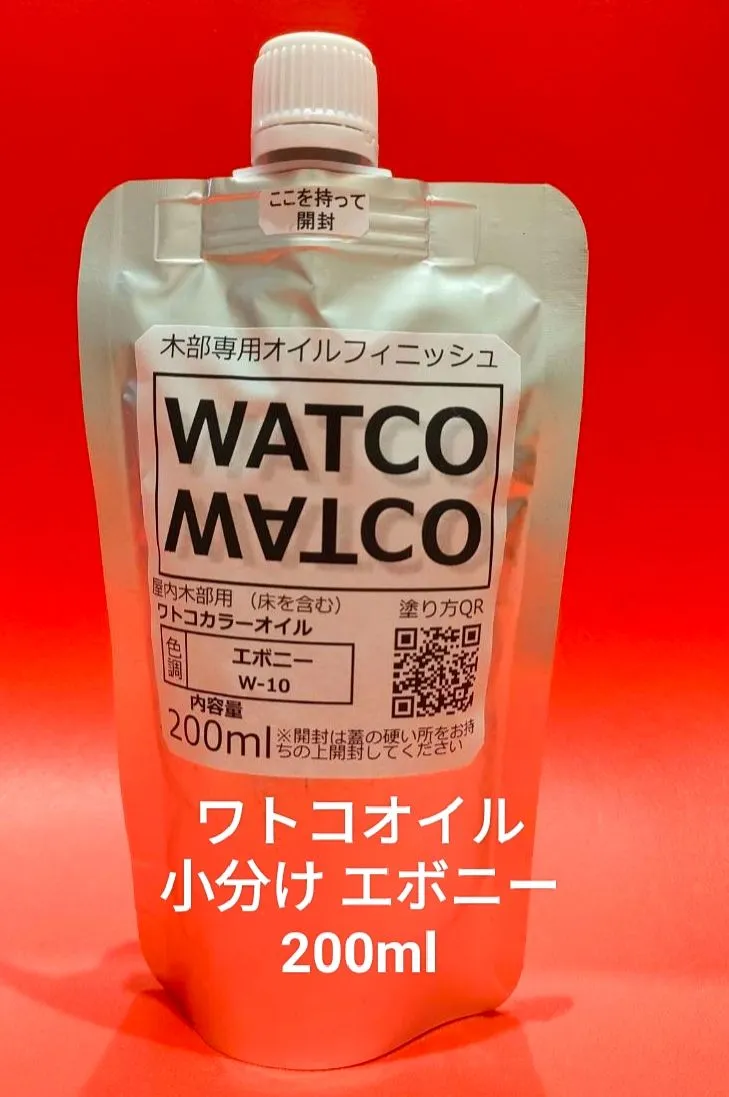 ここを持って
開封
木部専用オイルフィニッシュ
WATCO
WATCO
屋内木部用 （床を含む）
ワトコカラーオイル
塗り方QR
色調
エボニー
W-10
内容量
200ml
※開封は蓋の硬い所をお持
ちの上開封してください
ワトコオイル
小分け エボニー
200ml